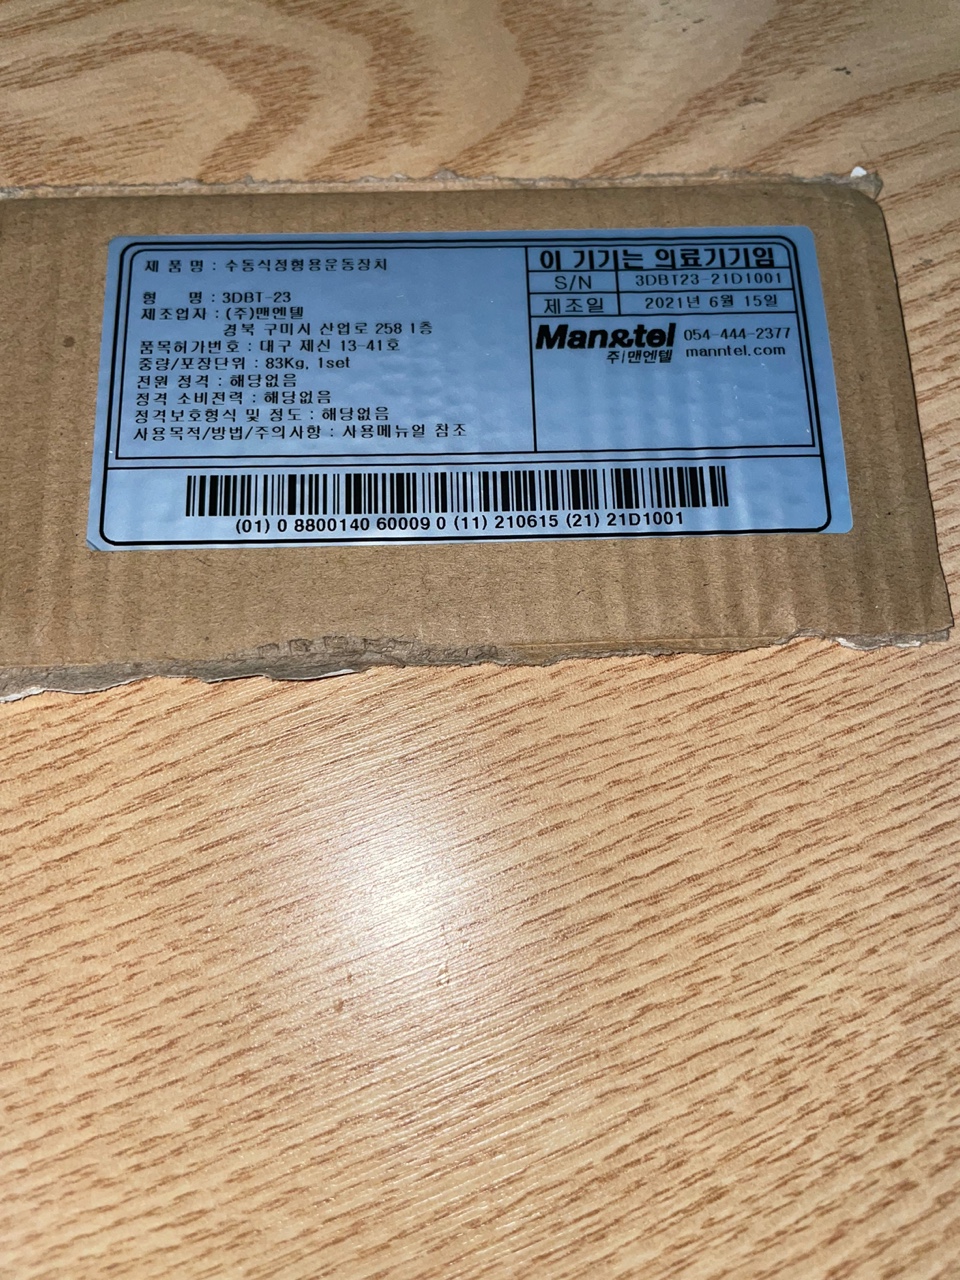 제 품 명 : 수동식정형용운동장치
형 명 : 3DBT-23
제조업자 : (주)맨엔텔
경북 구미시 산업로 258 1층
품목허가번호 : 대구 제신 13-41호
중량/포장단위 : 83Kg, 1set
전원 정격 : 해당없음
정격 소비전력 : 해당없음
정격보호형식 및 정도 : 해당없음
사용목적/방법/주의사항 : 사용메뉴얼 참조
이 기기는 의료기기임
S/N 3DBT23-21D1001
제조일 2021년 6월 15일
Man&tel 054-444-2377
주)맨엔텔 manntel.com
(01) 0 8800140 60009 0 (11) 210615 (21) 21D1001